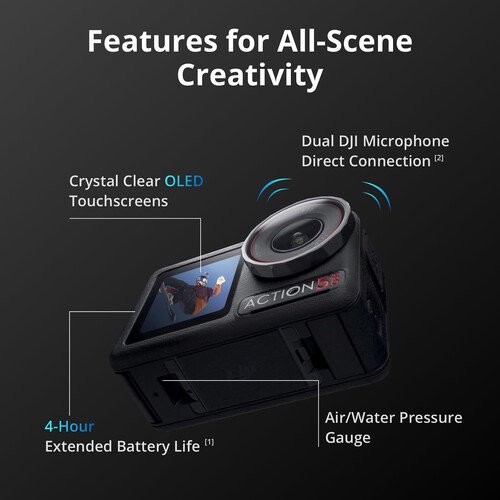 Features for All-Scene
Creativity
Dual DJI Microphone
Direct Connection [2]
Crystal Clear OLED
Touchscreens
ACTION 5
4-Hour
Extended Battery Life [1]
Air/Water Pressure
Gauge